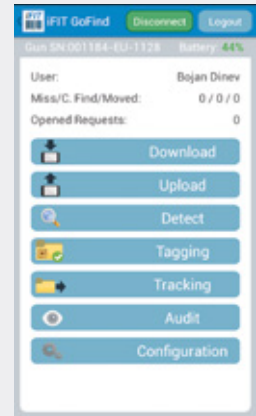 iFIT GoFind Disconnect Logout
Gun SN:001184-EU-1128 Battery: 44%
User: Bojan Dinev
Miss/C. Find/Moved: 0 / 0 / 0
Opened Requests: 0
Download
Upload
Detect
Tagging
Tracking
Audit
Configuration